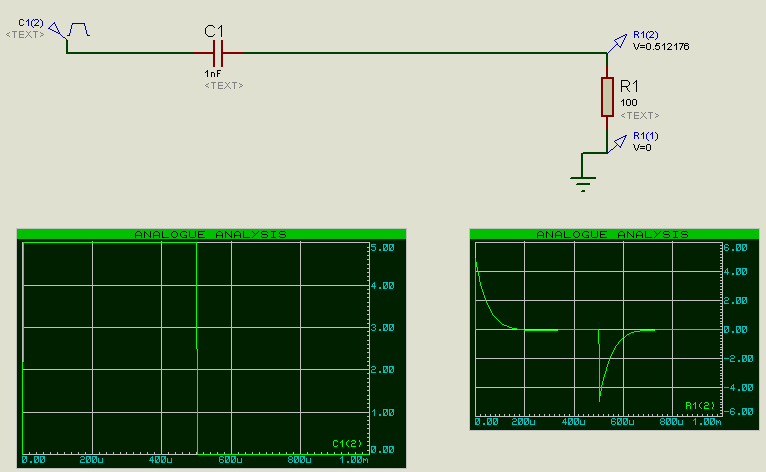 C1(2)
<TEXT>
C1
1nF
<TEXT>
R1(2)
V=0.512176
R1
100
<TEXT>
R1(1)
V=0
ANALOGUE ANALYSIS
5.00
4.00
3.00
2.00
1.00
0.00
C1(2)
0.00 200u 400u 600u 800u 1.00m
ANALOGUE ANALYSIS
6.00
4.00
2.00
0.00
-2.00
-4.00
-6.00
R1(2)
0.00 200u 400u 600u 800u 1.00m